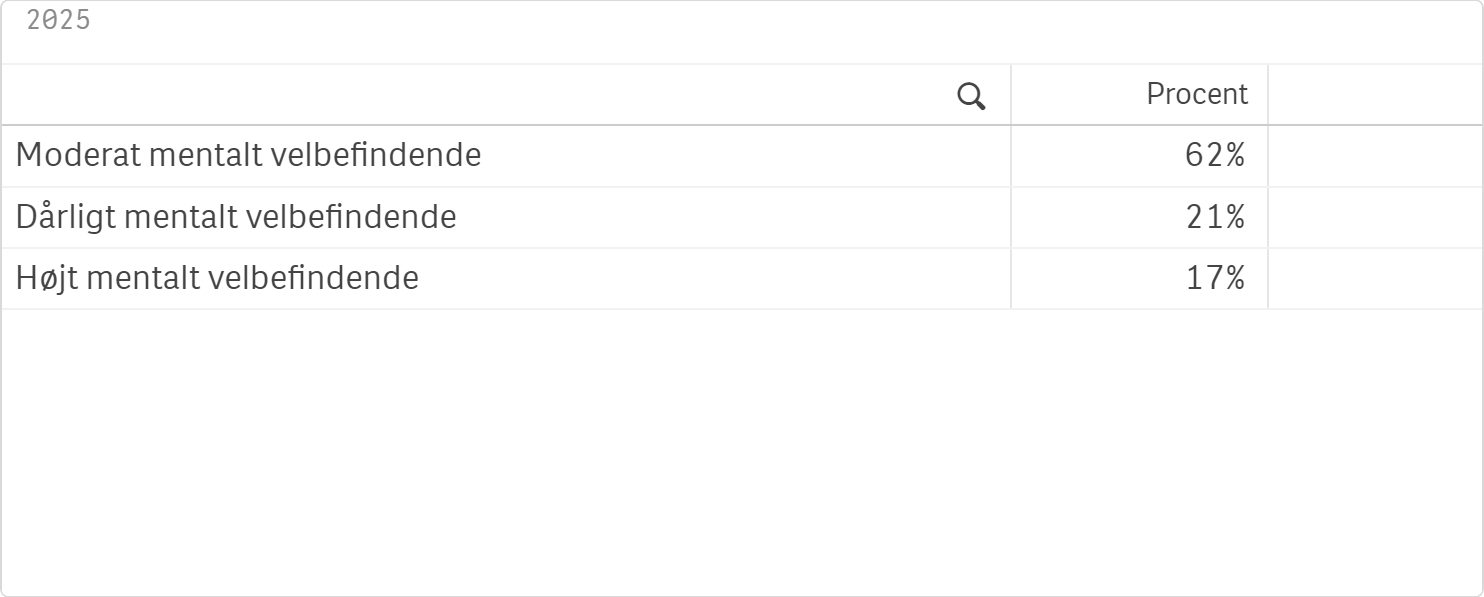 2025
Procent
Moderat mentalt velbefindende 62%
Dårligt mentalt velbefindende 21%
Højt mentalt velbefindende 17%